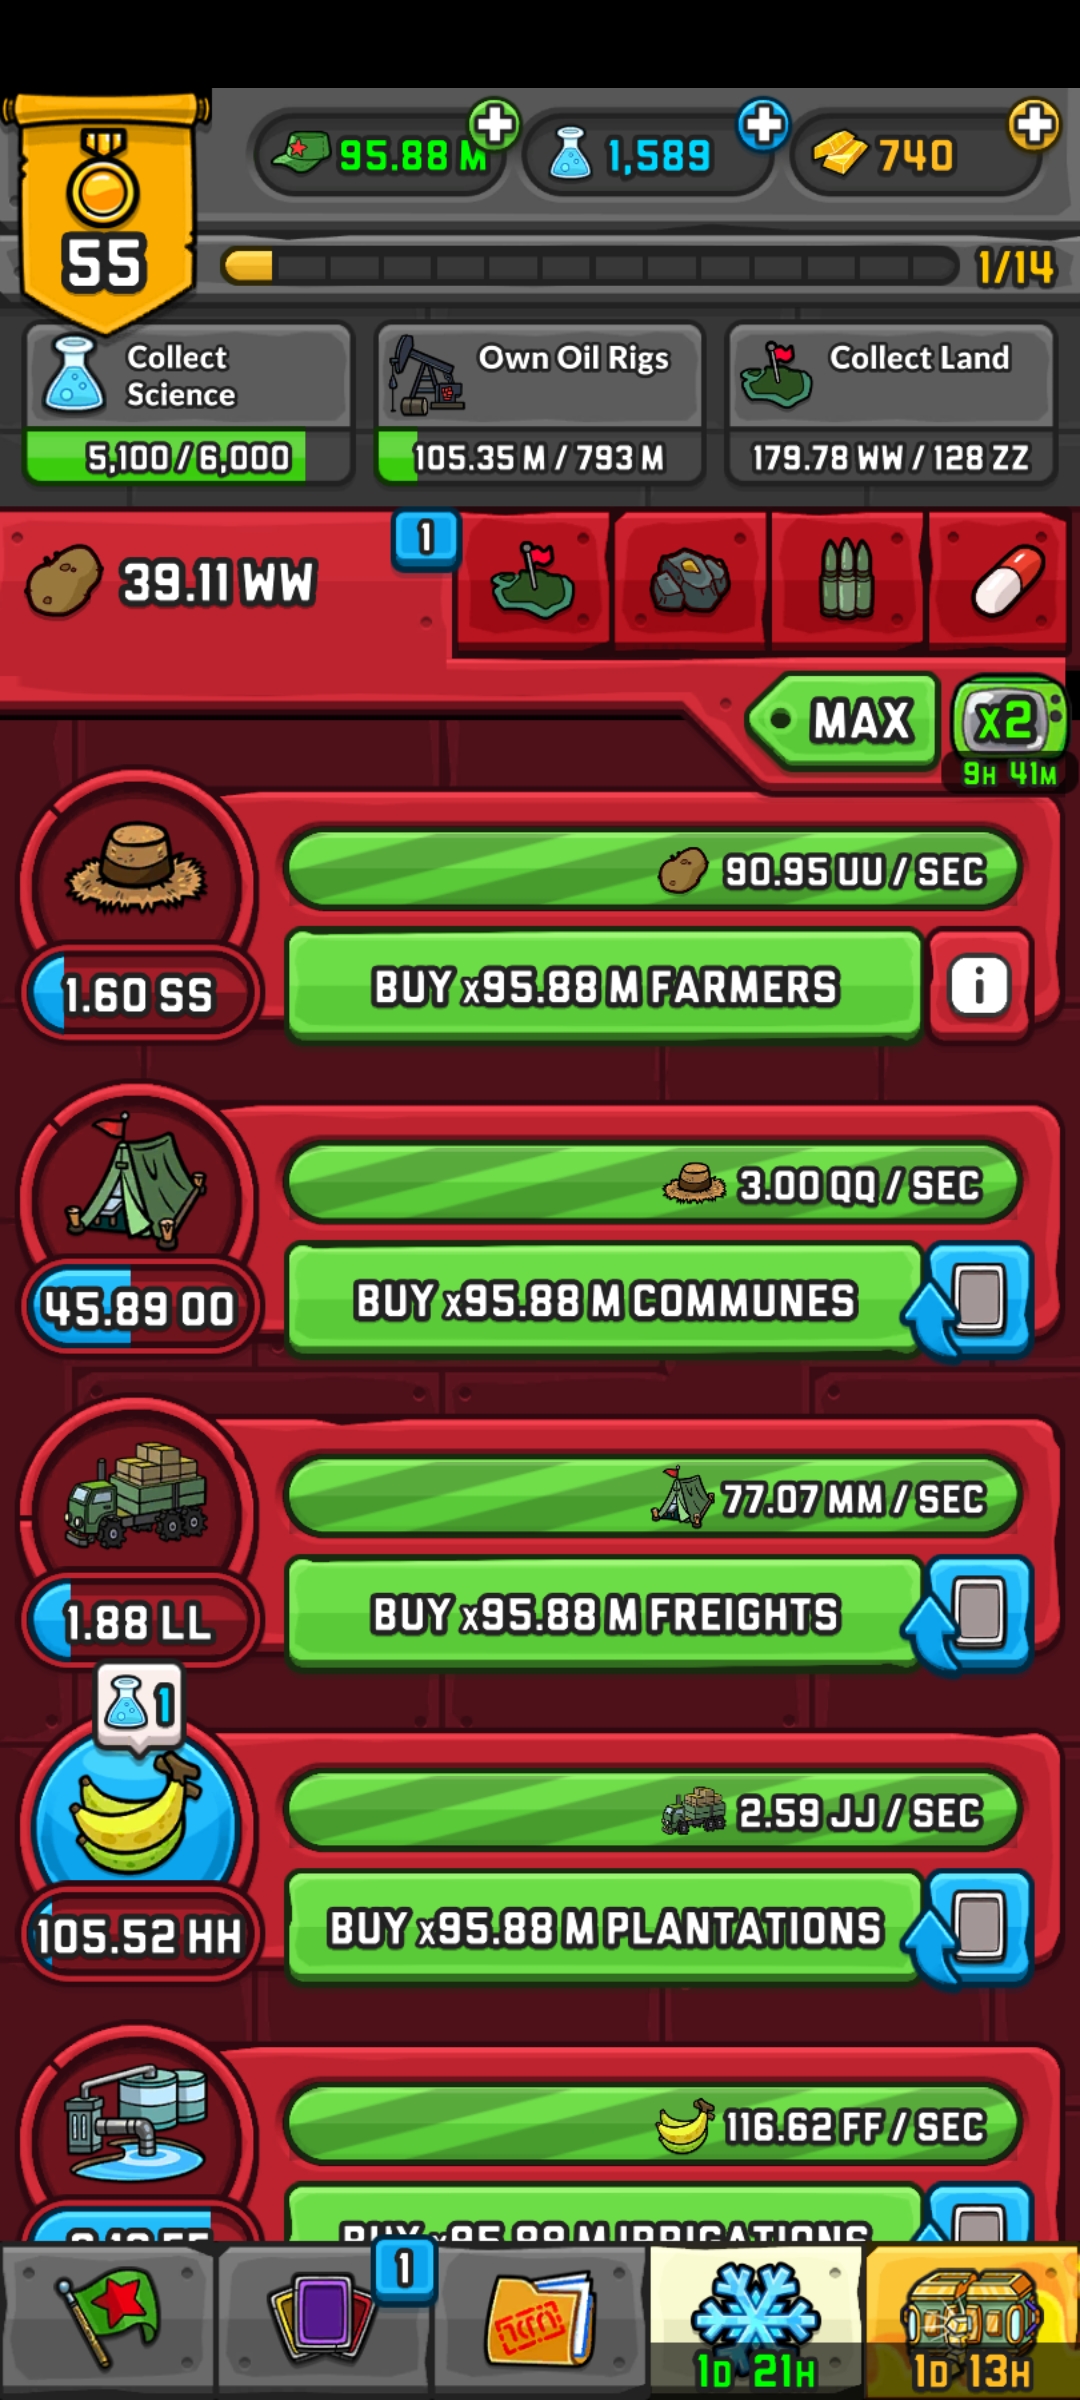 95.88 M
1,589
740
55
1/14
Collect
Science
5,100 / 6,000
Own Oil Rigs
105.35 M / 793 M
Collect Land
179.78 WW / 128 ZZ
39.11 WW
1
MAX
x2
9H 41M
90.95 UU / SEC
1.60 SS
BUY x95.88 M FARMERS
i
3.00 QQ / SEC
45.89 OO
BUY x95.88 M COMMUNES
77.07 MM / SEC
1.88 LL
BUY x95.88 M FREIGHTS
1
2.59 JJ / SEC
105.52 HH
BUY x95.88 M PLANTATIONS
116.62 FF / SEC
BUY x95.88 M IRRIGATIONS
1
1D 21H
1D 13H